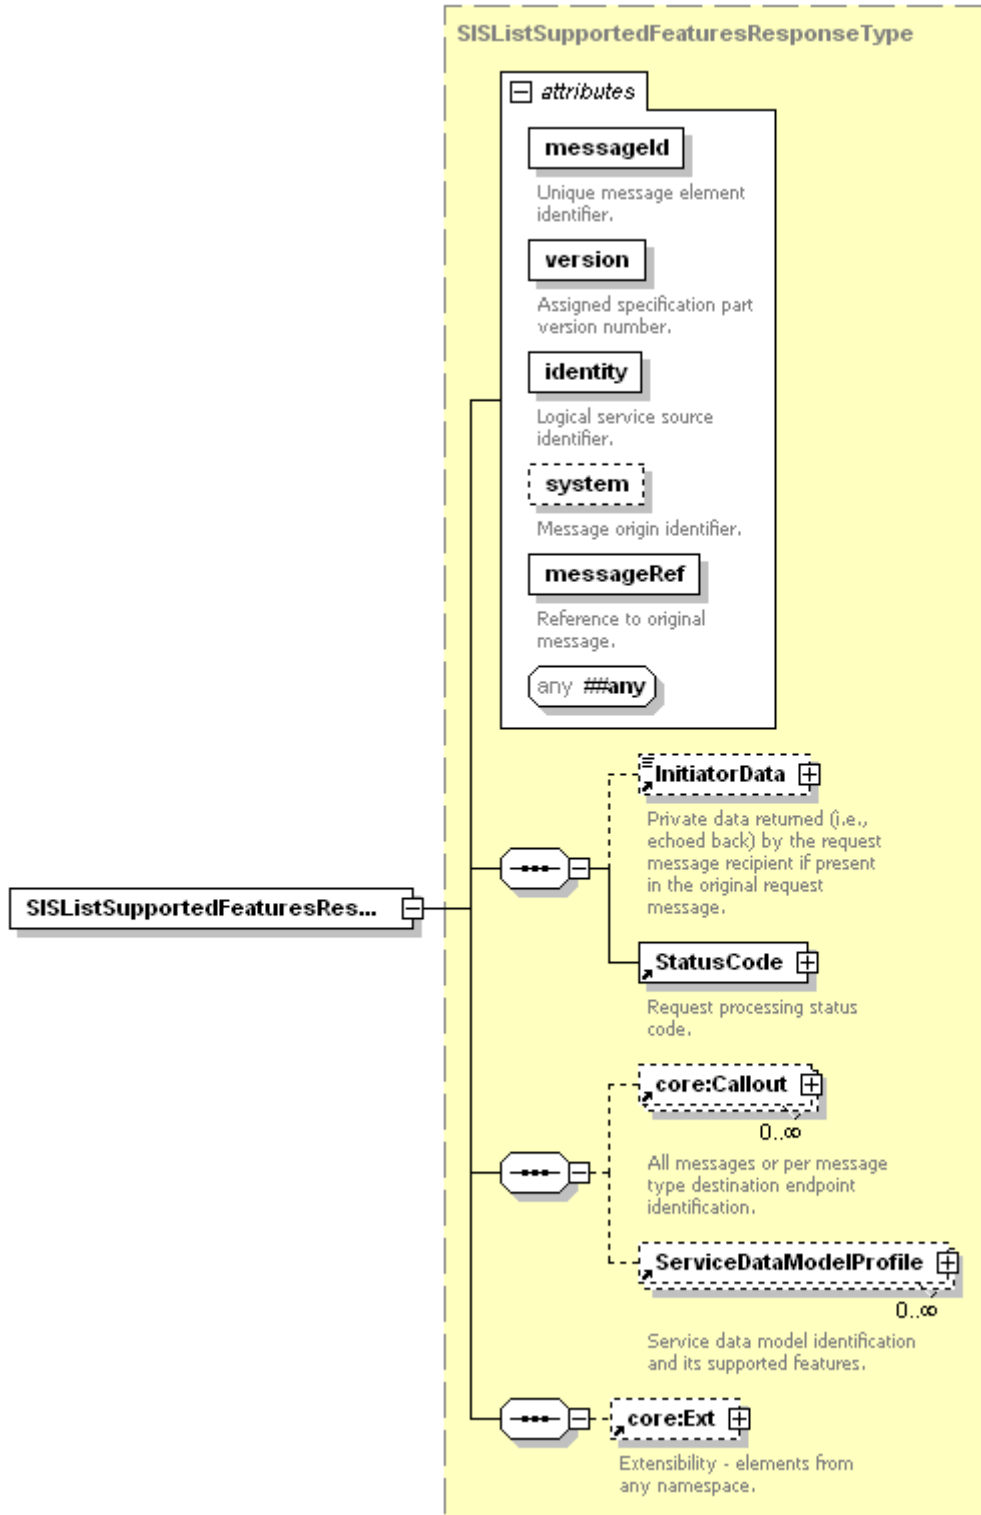 SISListSupportedFeaturesResponseType
attributes
messageId
Unique message element
identifier.
version
Assigned specification part
version number.
identity
Logical service source
identifier.
system
Message origin identifier.
messageRef
Reference to original
message.
any ##any
InitiatorData
Private data returned (i.e.,
echoed back) by the request
message recipient if present
in the original request
message.
SISListSupportedFeaturesRes...
StatusCode
Request processing status
code.
core:Callout
0..∞
All messages or per message
type destination endpoint
identification.
ServiceDataModelProfile
0..∞
Service data model identification
and its supported features.
core:Ext
Extensibility - elements from
any namespace.